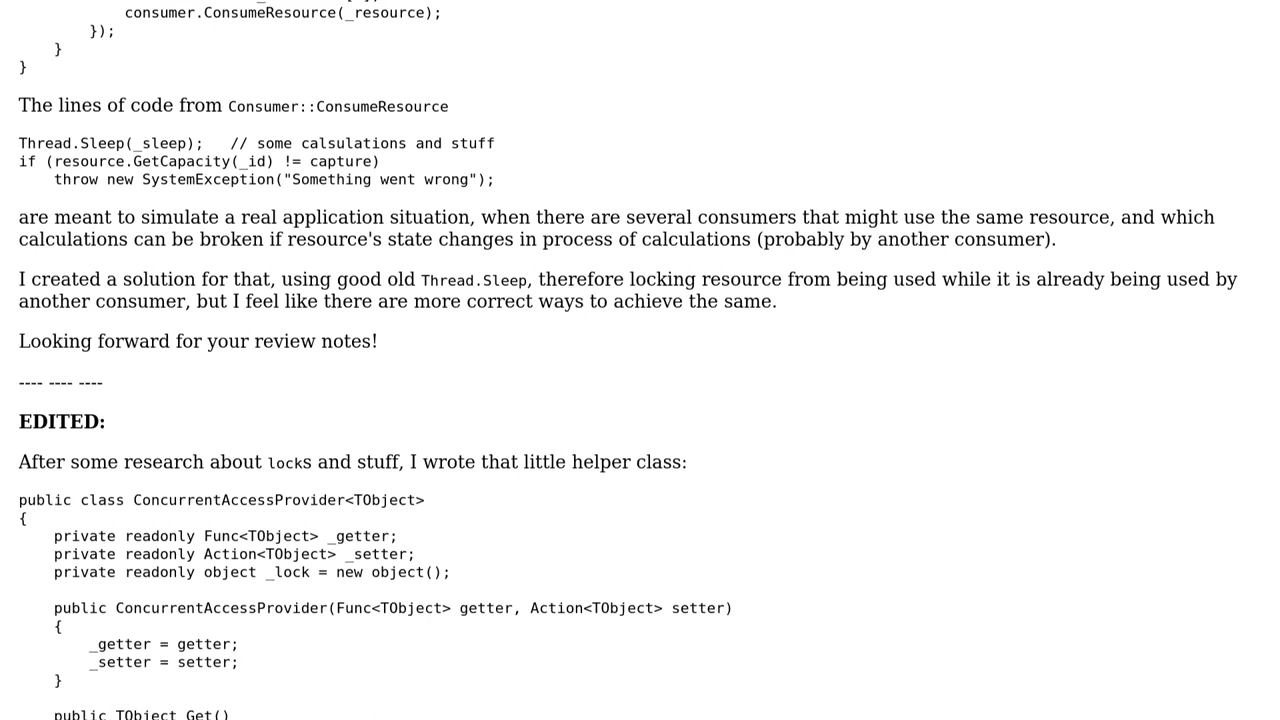 consumer.ConsumeResource(_resource);
});
}
}
The lines of code from Consumer::ConsumeResource
Thread.Sleep(_sleep);   // some calsulations and stuff
if (resource.GetCapacity(_id) != capture)
throw new SystemException("Something went wrong");
are meant to simulate a real application situation, when there are several consumers that might use the same resource, and which
calculations can be broken if resource's state changes in process of calculations (probably by another consumer).
I created a solution for that, using good old Thread.Sleep, therefore locking resource from being used while it is already being used by
another consumer, but I feel like there are more correct ways to achieve the same.
Looking forward for your review notes!
---- ---- ----
EDITED:
After some research about locks and stuff, I wrote that little helper class:
public class ConcurrentAccessProvider<TObject>
{
private readonly Func<TObject> _getter;
private readonly Action<TObject> _setter;
private readonly object _lock = new object();
public ConcurrentAccessProvider(Func<TObject> getter, Action<TObject> setter)
{
_getter = getter;
_setter = setter;
}
public TObject Get()